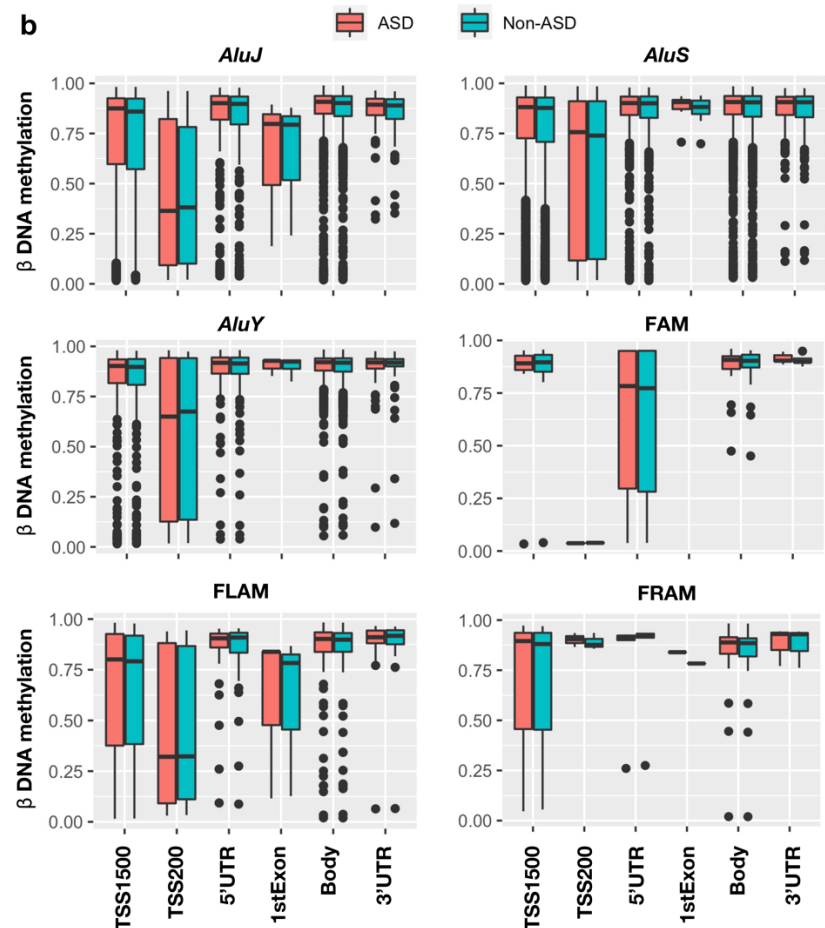 b
ASD
Non-ASD
AluJ
AluS
β DNA methylation
1.00
0.75
0.50
0.25
0.00
1.00
0.75
0.50
0.25
0.00
AluY
FAM
β DNA methylation
1.00
0.75
0.50
0.25
0.00
1.00
0.75
0.50
0.25
0.00
FLAM
FRAM
β DNA methylation
1.00
0.75
0.50
0.25
0.00
1.00
0.75
0.50
0.25
0.00
TSS1500
TSS200
5'UTR
1stExon
Body
3'UTR
TSS1500
TSS200
5'UTR
1stExon
Body
3'UTR